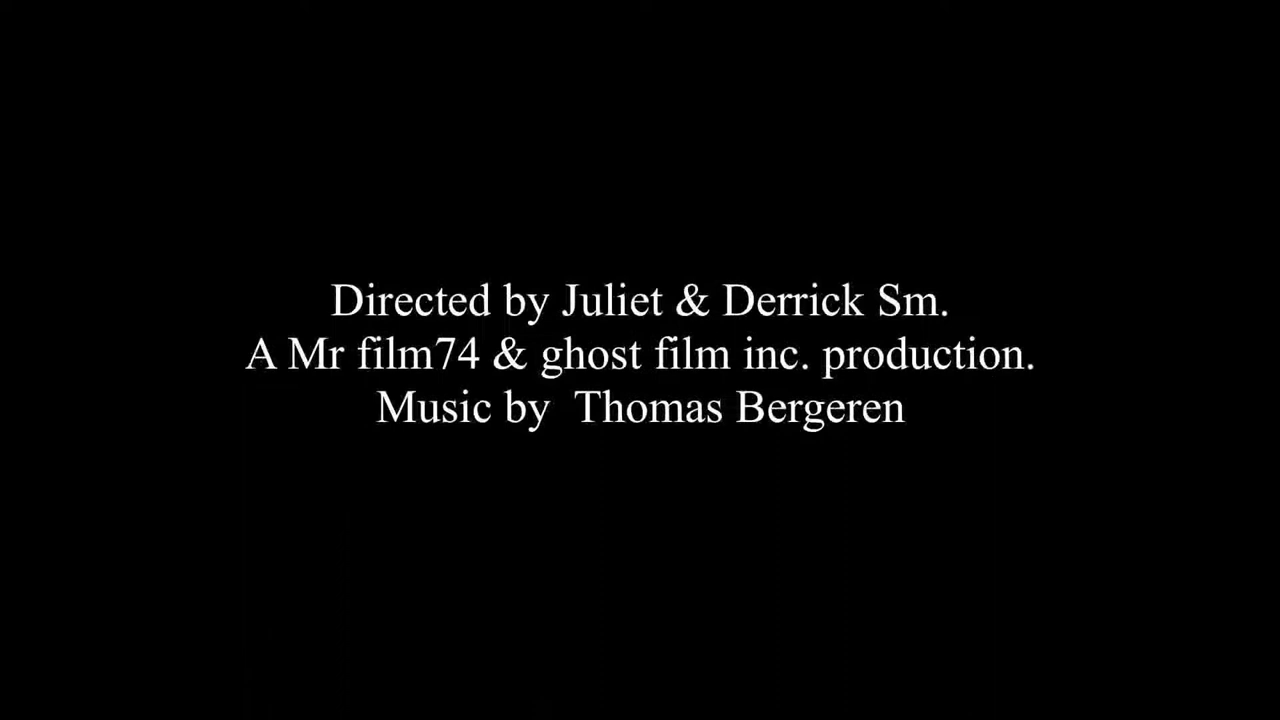 Directed by Juliet & Derrick Sm.
A Mr film74 & ghost film inc. production.
Music by  Thomas Bergeren